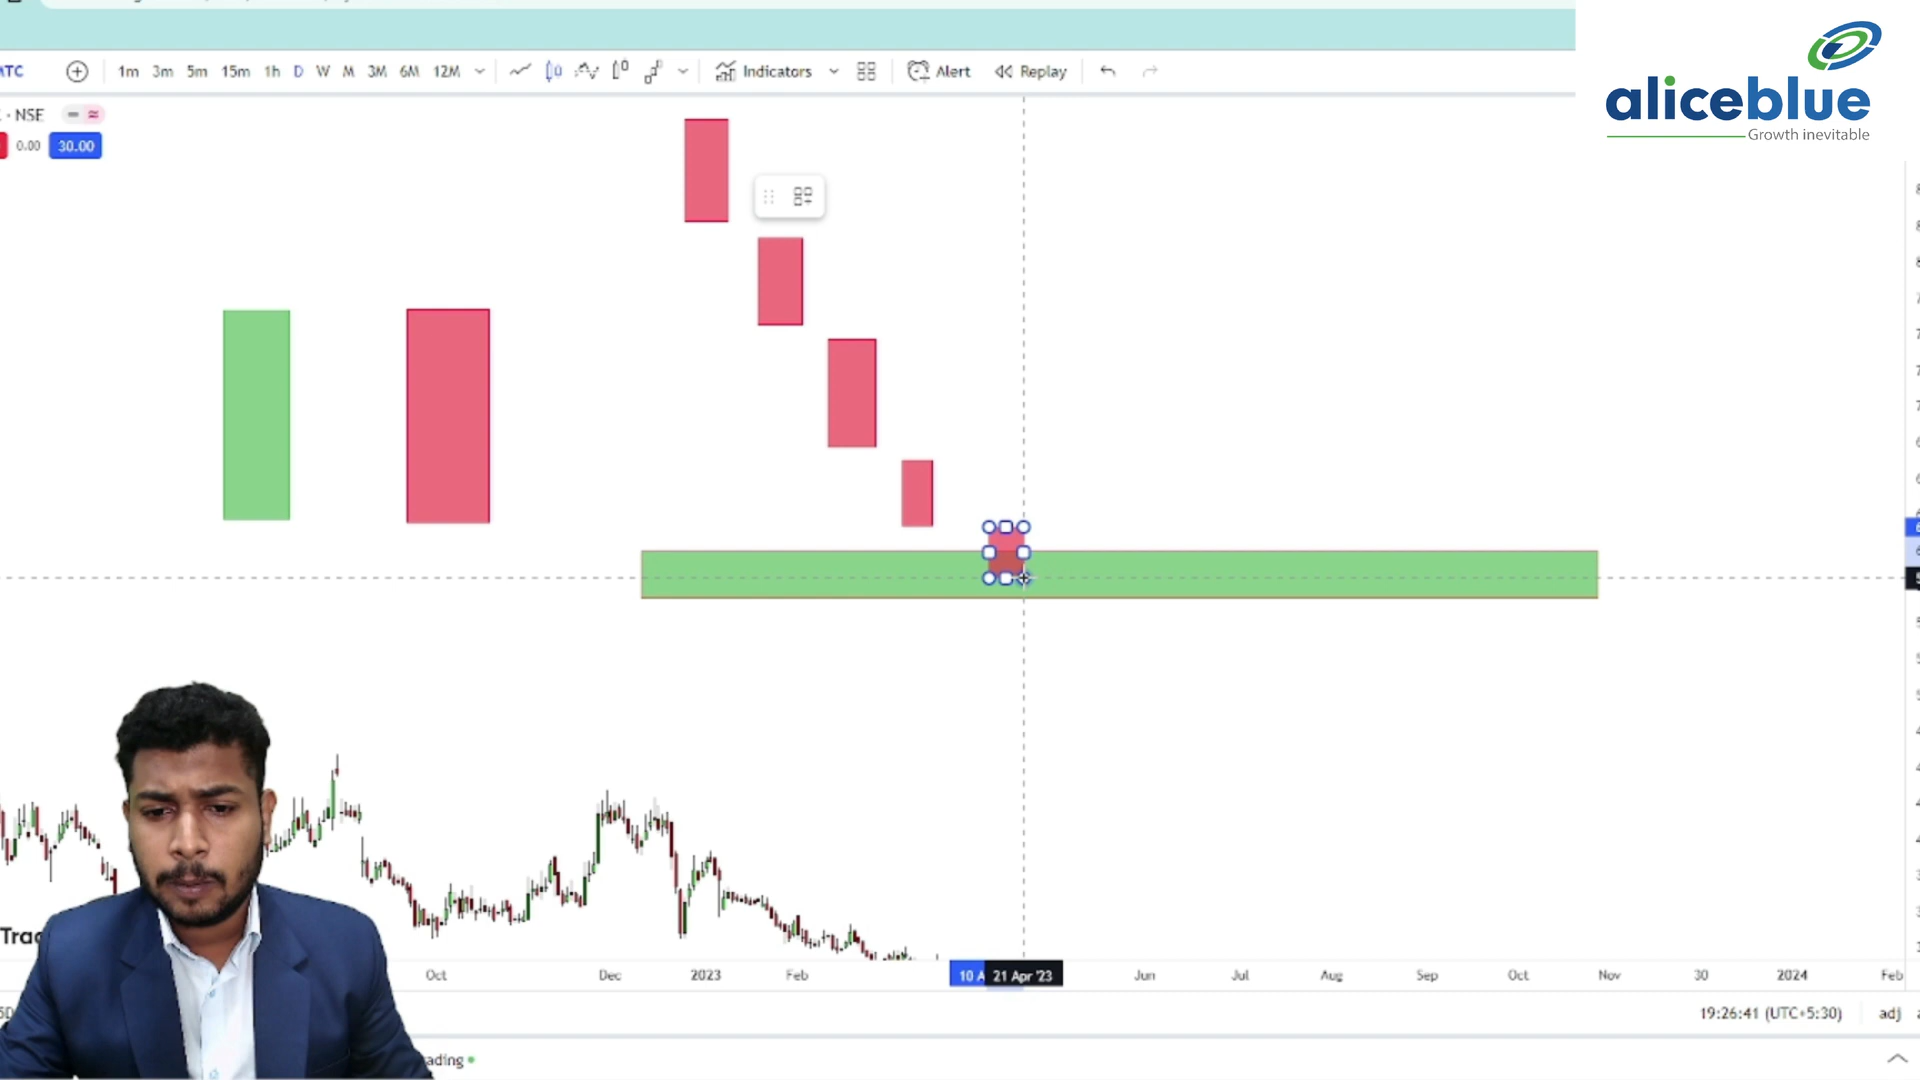 1m 3m 5m 15m 1h D W M 3M 6M 12M Indicators Alert Replay
aliceblue
Growth inevitable
· NSE
0.00 30.00
Trad
Oct Dec 2023 Feb 10 A 21 Apr '23 Jun Jul Aug Sep Oct Nov 30 2024 Feb
19:26:41 (UTC+5:30) adj
ading